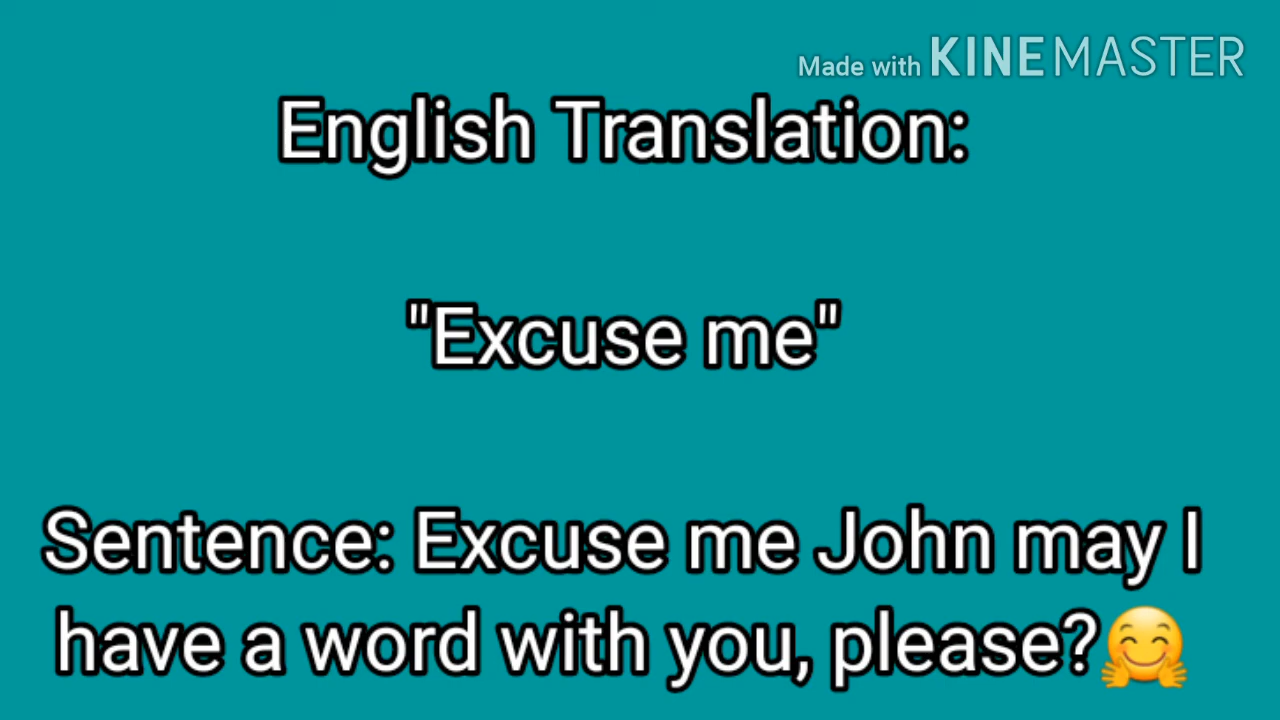 Made with KINEMASTER
English Translation:
"Excuse me"
Sentence: Excuse me John may I
have a word with you, please?🤗